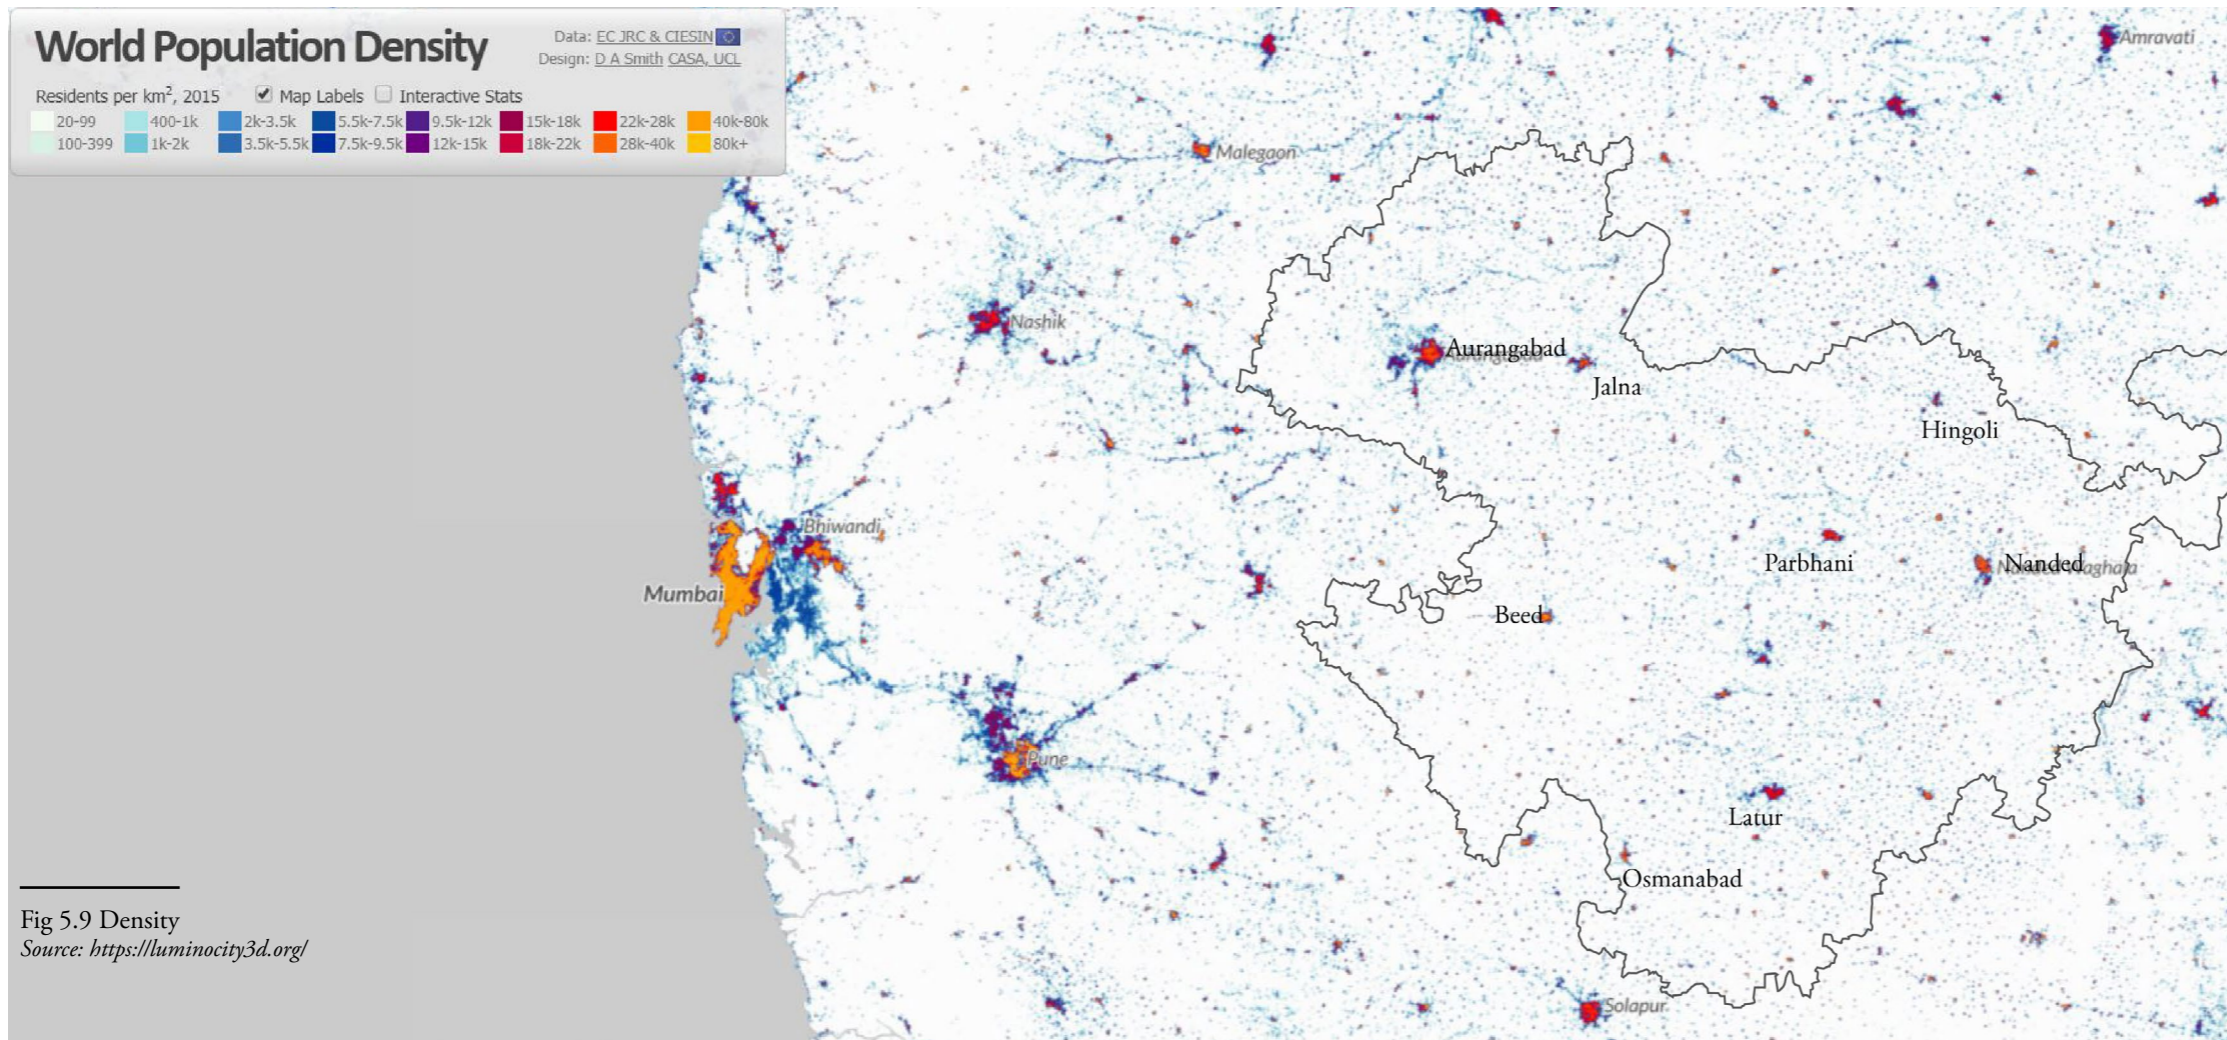 World Population Density
Data: EC JRC & CIESIN
Design: D A Smith CASA, UCL
Residents per km², 2015 Map Labels Interactive Stats
20-99 400-1k 2k-3.5k 5.5k-7.5k 9.5k-12k 15k-18k 22k-28k 40k-80k
100-399 1k-2k 3.5k-5.5k 7.5k-9.5k 12k-15k 18k-22k 28k-40k 80k+
Amravati
Malegaon
Nashik
Aurangabad
Aurangabad
Jalna
Hingoli
Bhiwandi
Parbhani
Nanded
Nanded Waghala
Mumbai
Beed
Pune
Latur
Osmanabad
Solapur
Fig 5.9 Density
Source: https://luminocity3d.org/